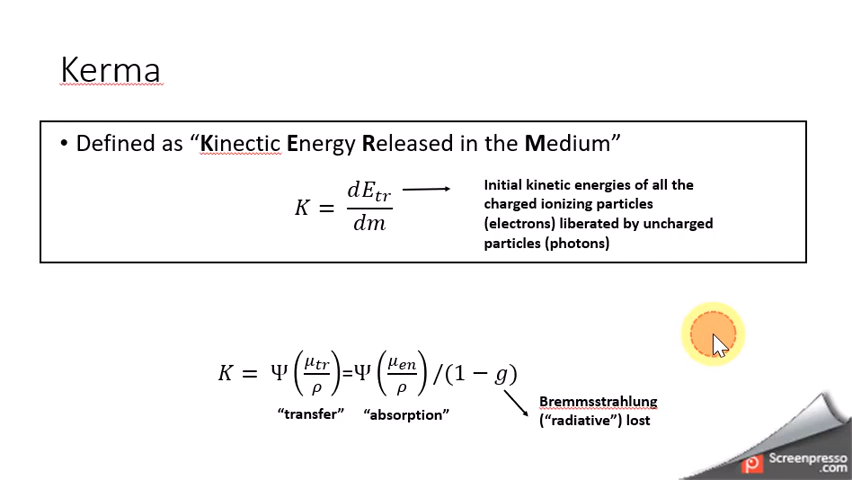 Kerma
• Defined as “Kinectic Energy Released in the Medium”
K = dE_tr/dm
Initial kinetic energies of all the
charged ionizing particles
(electrons) liberated by uncharged
particles (photons)
K = Ψ(μ_tr/ρ)=Ψ(μ_en/ρ)/(1 − g)
“transfer” “absorption”
Bremmsstrahlung
(“radiative”) lost
Screenpresso
.com